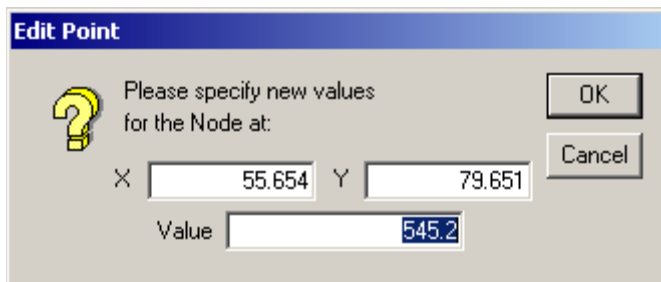 Edit Point
Please specify new values
for the Node at:
OK
Cancel
X 55.654 Y 79.651
Value 545.2